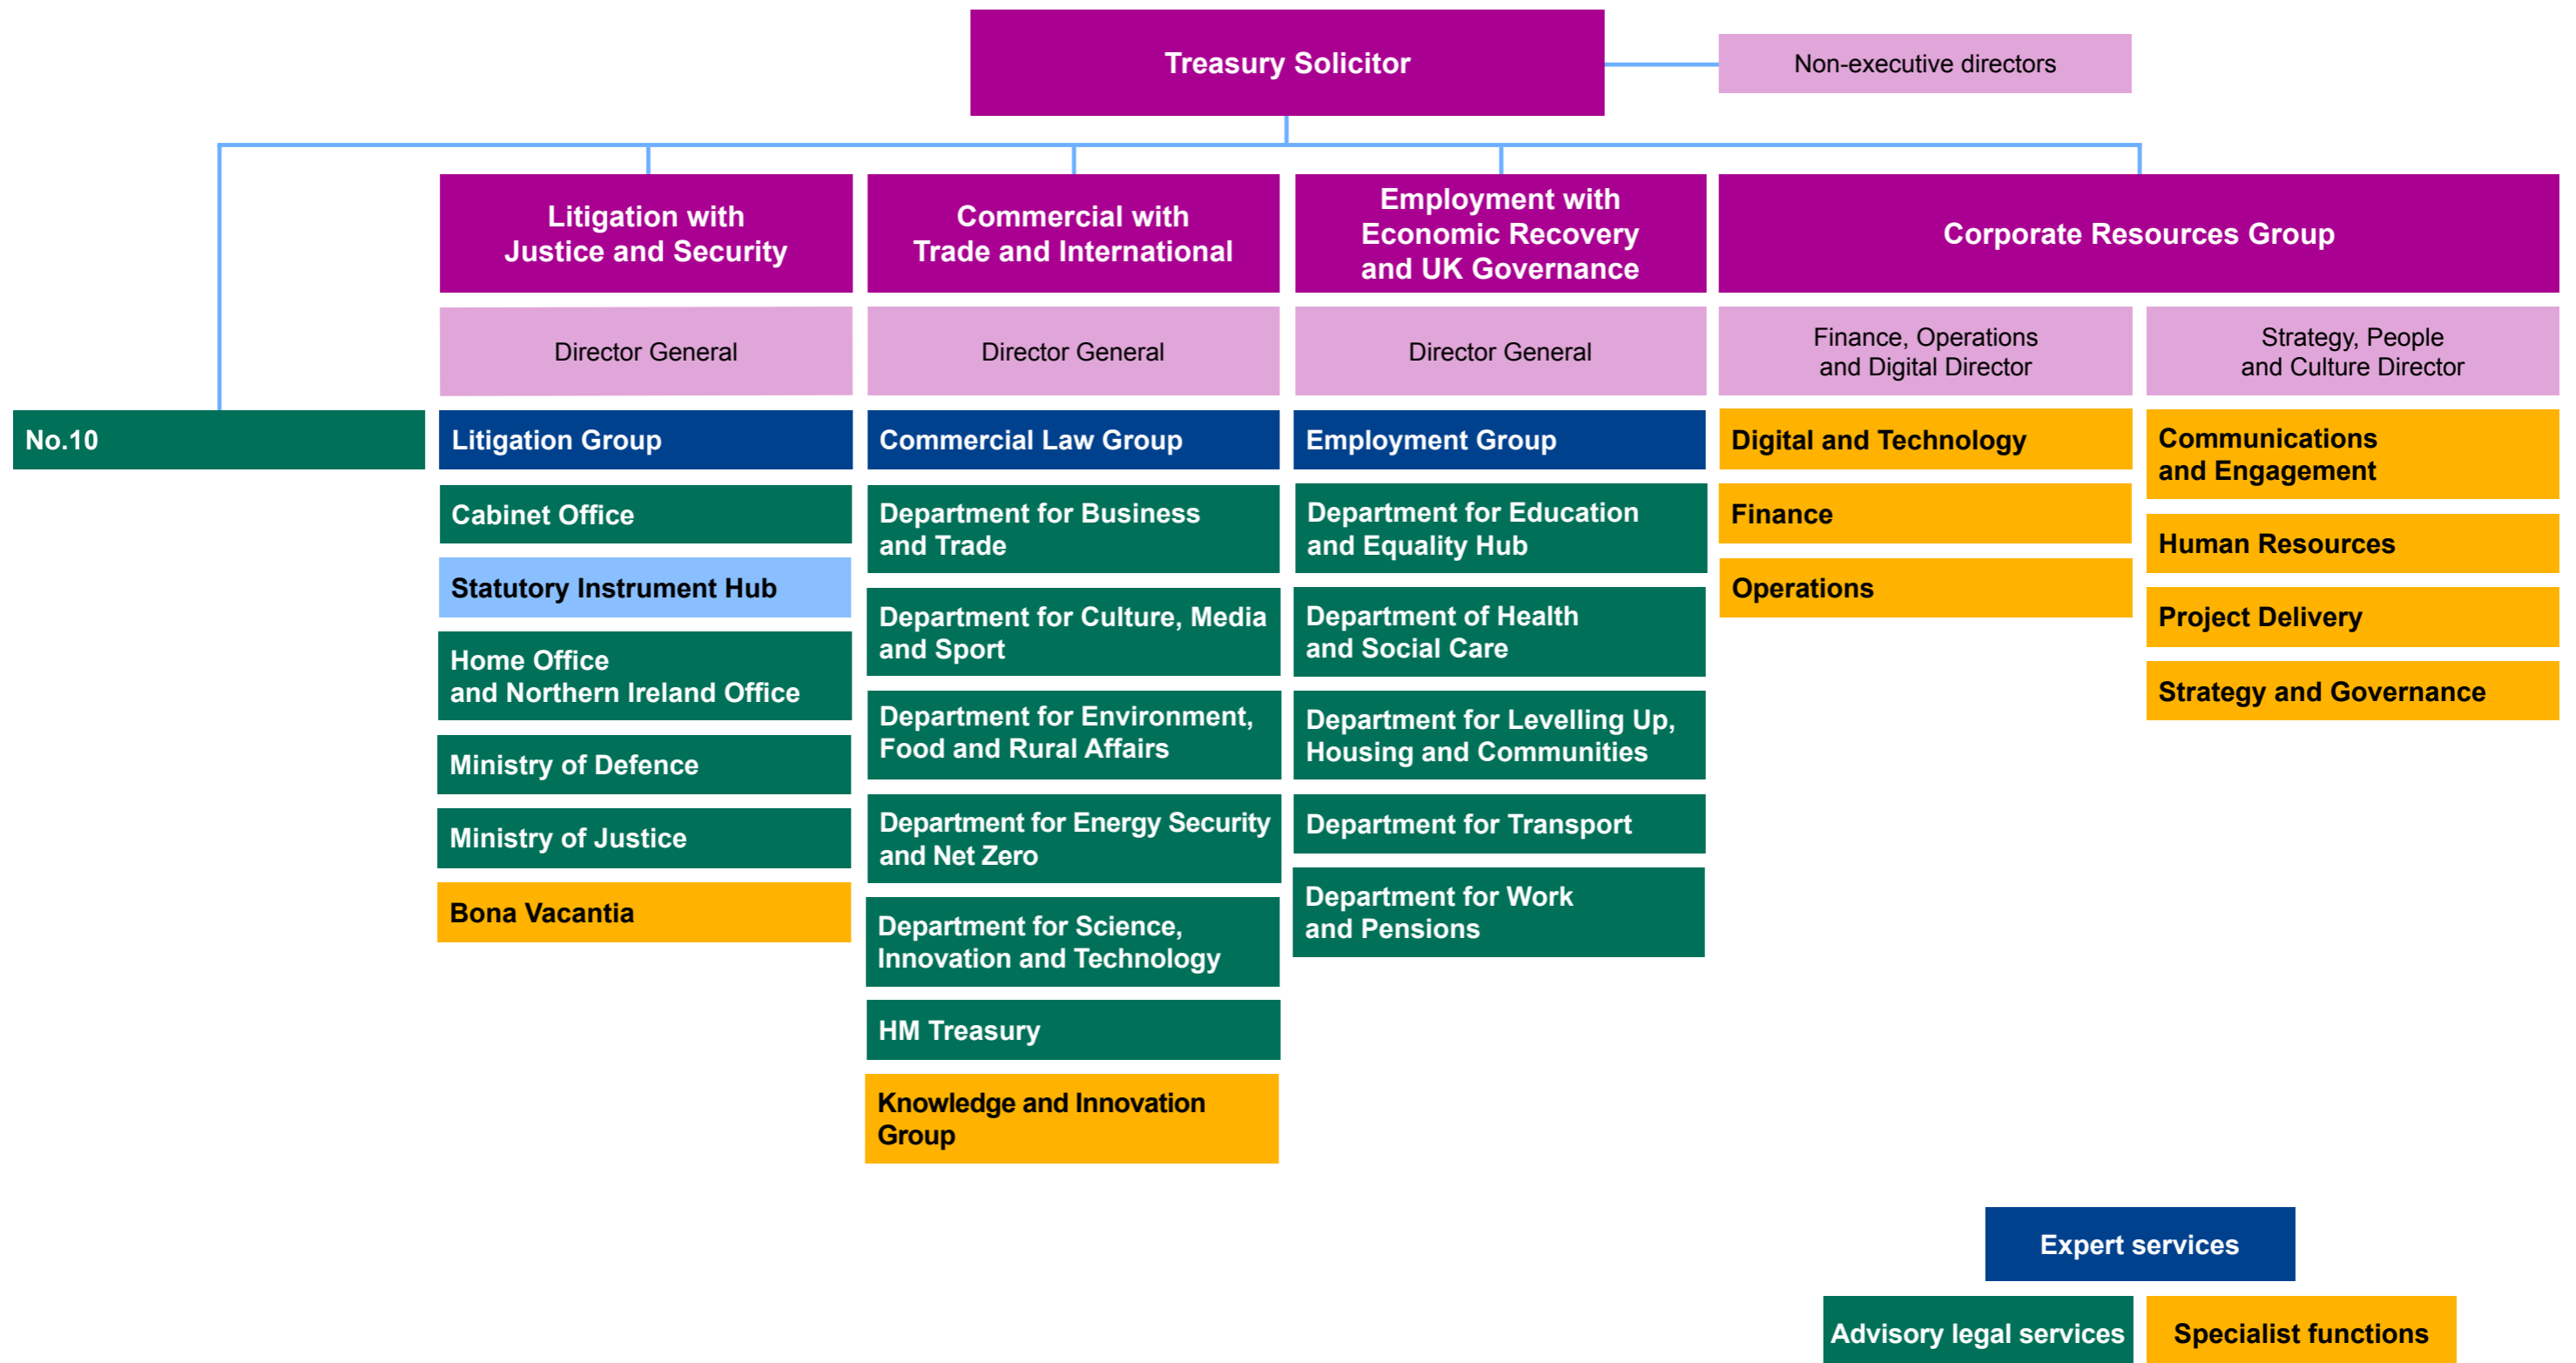 Treasury Solicitor
Non-executive directors
Litigation with
Justice and Security
Commercial with
Trade and International
Employment with
Economic Recovery
and UK Governance
Corporate Resources Group
Director General
Director General
Director General
Finance, Operations
and Digital Director
Strategy, People
and Culture Director
No.10
Litigation Group
Cabinet Office
Statutory Instrument Hub
Home Office
and Northern Ireland Office
Ministry of Defence
Ministry of Justice
Bona Vacantia
Commercial Law Group
Department for Business
and Trade
Department for Culture, Media
and Sport
Department for Environment,
Food and Rural Affairs
Department for Energy Security
and Net Zero
Department for Science,
Innovation and Technology
HM Treasury
Knowledge and Innovation
Group
Employment Group
Department for Education
and Equality Hub
Department of Health
and Social Care
Department for Levelling Up,
Housing and Communities
Department for Transport
Department for Work
and Pensions
Digital and Technology
Finance
Operations
Communications
and Engagement
Human Resources
Project Delivery
Strategy and Governance
Expert services
Advisory legal services
Specialist functions